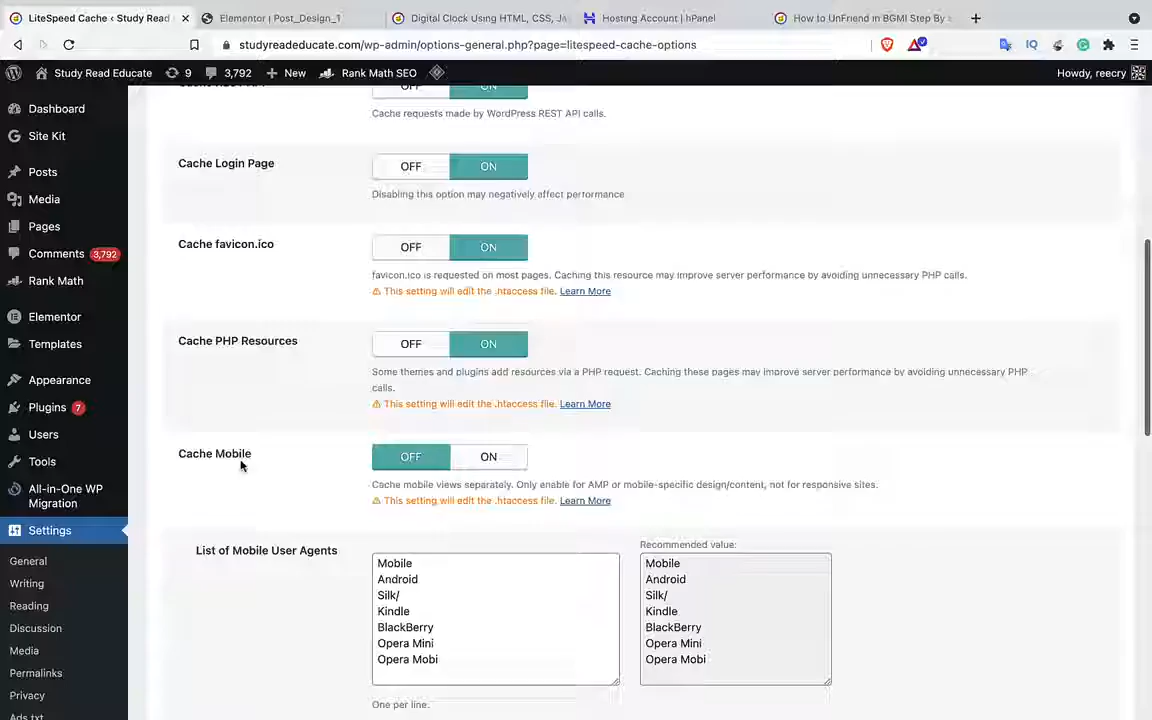 LiteSpeed Cache < Study Read
Elementor | Post_Design_1
Digital Clock Using HTML, CSS, Ja
Hosting Account | hPanel
How to UnFriend in BGMI Step By s
studyreadeducate.com/wp-admin/options-general.php?page=litespeed-cache-options
Study Read Educate
9
3,792
New
Rank Math SEO
Howdy, reecry
Dashboard
Site Kit
Posts
Media
Pages
Comments 3,792
Rank Math
Elementor
Templates
Appearance
Plugins 7
Users
Tools
All-in-One WP
Migration
Settings
General
Writing
Reading
Discussion
Media
Permalinks
Privacy
Ads txt
OFF ON
Cache requests made by WordPress REST API calls.
Cache Login Page
OFF ON
Disabling this option may negatively affect performance
Cache favicon.ico
OFF ON
favicon.ico is requested on most pages. Caching this resource may improve server performance by avoiding unnecessary PHP calls.
This setting will edit the .htaccess file. Learn More
Cache PHP Resources
OFF ON
Some themes and plugins add resources via a PHP request. Caching these pages may improve server performance by avoiding unnecessary PHP
calls.
This setting will edit the .htaccess file. Learn More
Cache Mobile
OFF ON
Cache mobile views separately. Only enable for AMP or mobile-specific design/content, not for responsive sites.
This setting will edit the .htaccess file. Learn More
List of Mobile User Agents
Mobile
Android
Silk/
Kindle
BlackBerry
Opera Mini
Opera Mobi
Recommended value:
Mobile
Android
Silk/
Kindle
BlackBerry
Opera Mini
Opera Mobi
One per line.